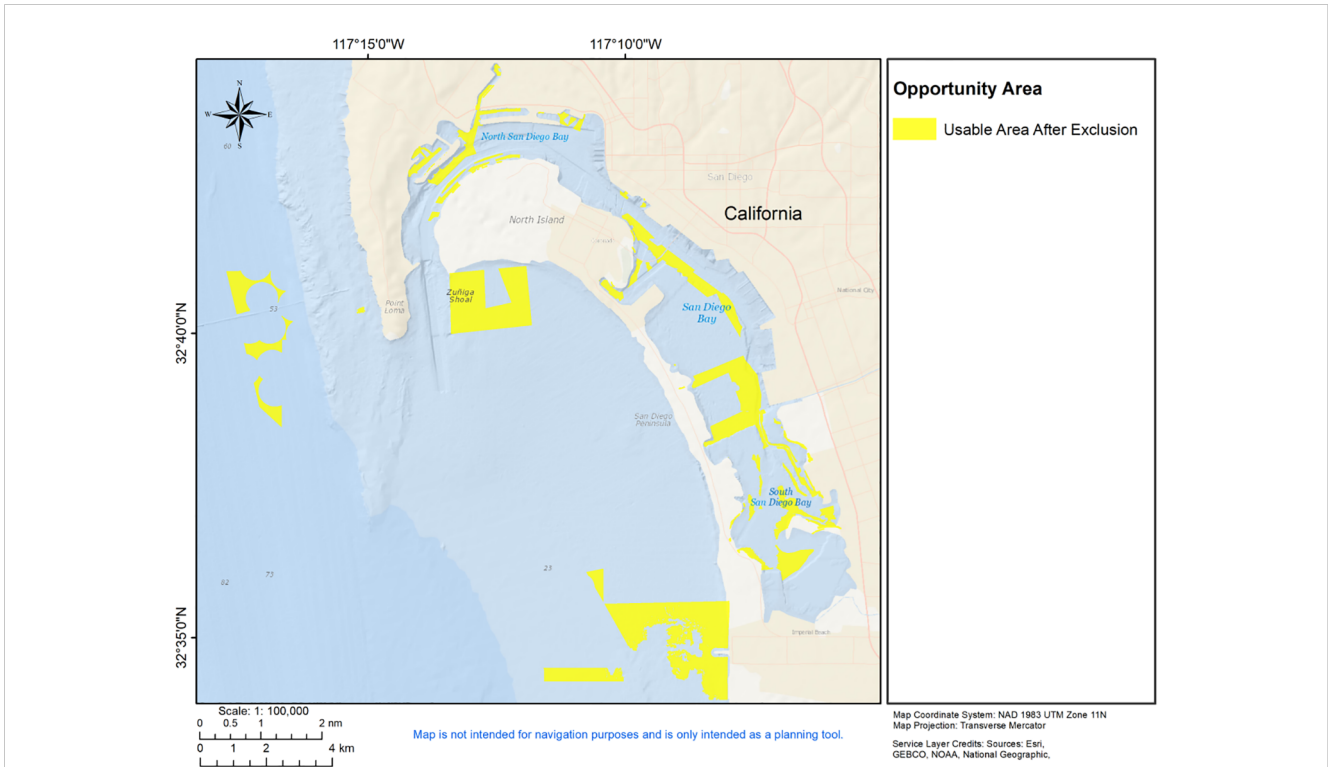 117°15'0"W
117°10'0"W
N
W
E
S
60
North San Diego Bay
San Diego
California
North Island
Zuñiga
Shoal
Point
Loma
National City
53
San Diego
Bay
San Diego
Peninsula
South
San Diego Bay
82
73
23
Imperial Beach
32°40'0"N
32°35'0"N
Opportunity Area
Usable Area After Exclusion
Scale: 1: 100,000
0 0.5 1 2 nm
0 1 2 4 km
Map is not intended for navigation purposes and is only intended as a planning tool.
Map Coordinate System: NAD 1983 UTM Zone 11N
Map Projection: Transverse Mercator
Service Layer Credits: Sources: Esri,
GEBCO, NOAA, National Geographic,